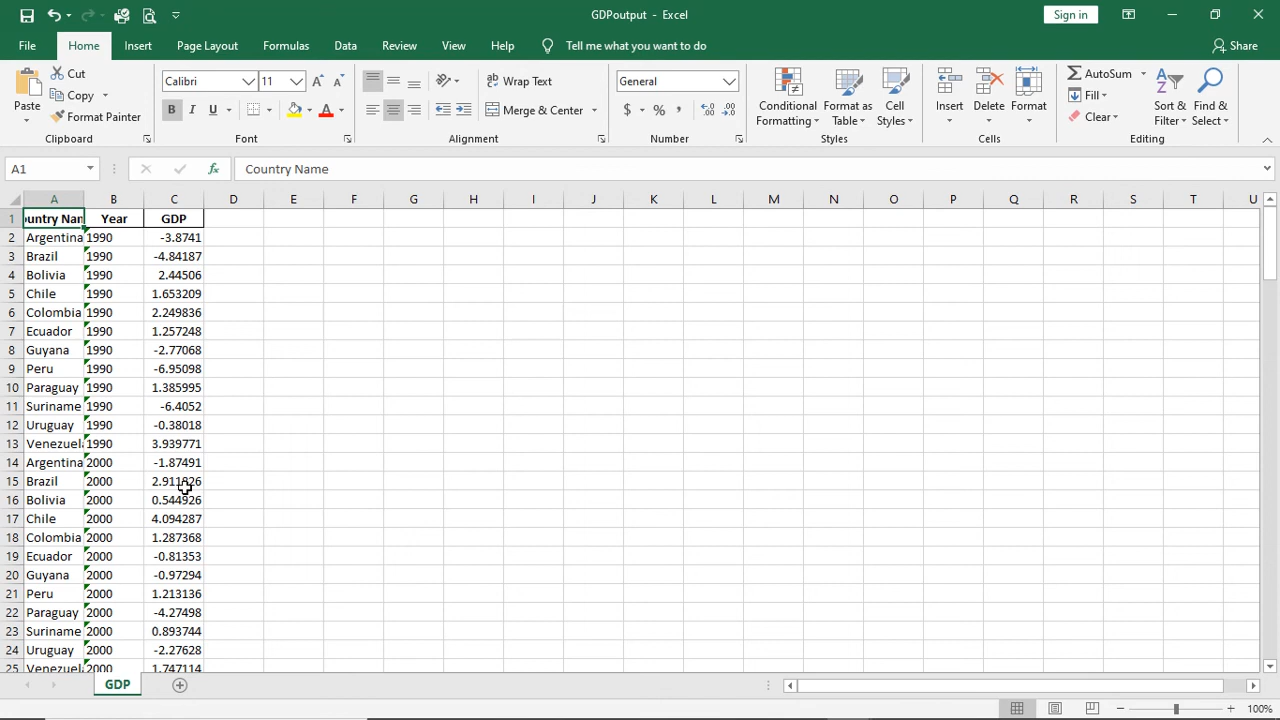 GDPoutput - Excel
Sign in
File Home Insert Page Layout Formulas Data Review View Help Tell me what you want to do Share
Paste
Cut
Copy
Format Painter
Clipboard
Calibri 11 A A
B I U A
Font
ab Wrap Text
Merge & Center
Alignment
General
$ % ,
Number
Conditional Formatting
Format as Table
Cell Styles
Styles
Insert Delete Format
Cells
AutoSum
Fill
Clear
Sort & Filter
Find & Select
Editing
A1 fx Country Name
A B C D E F G H I J K L M N O P Q R S T U
1 ountry Nam Year GDP
2 Argentina 1990 -3.8741
3 Brazil 1990 -4.84187
4 Bolivia 1990 2.44506
5 Chile 1990 1.653209
6 Colombia 1990 2.249836
7 Ecuador 1990 1.257248
8 Guyana 1990 -2.77068
9 Peru 1990 -6.95098
10 Paraguay 1990 1.385995
11 Suriname 1990 -6.4052
12 Uruguay 1990 -0.38018
13 Venezuela 1990 3.939771
14 Argentina 2000 -1.87491
15 Brazil 2000
16 Bolivia 2000 0.544926
17 Chile 2000 4.094287
18 Colombia 2000 1.287368
19 Ecuador 2000 -0.81353
20 Guyana 2000 -0.97294
21 Peru 2000 1.213136
22 Paraguay 2000 -4.27498
23 Suriname 2000 0.893744
24 Uruguay 2000 -2.27628
25 Venezuela 2000 1.747114
GDP
100%